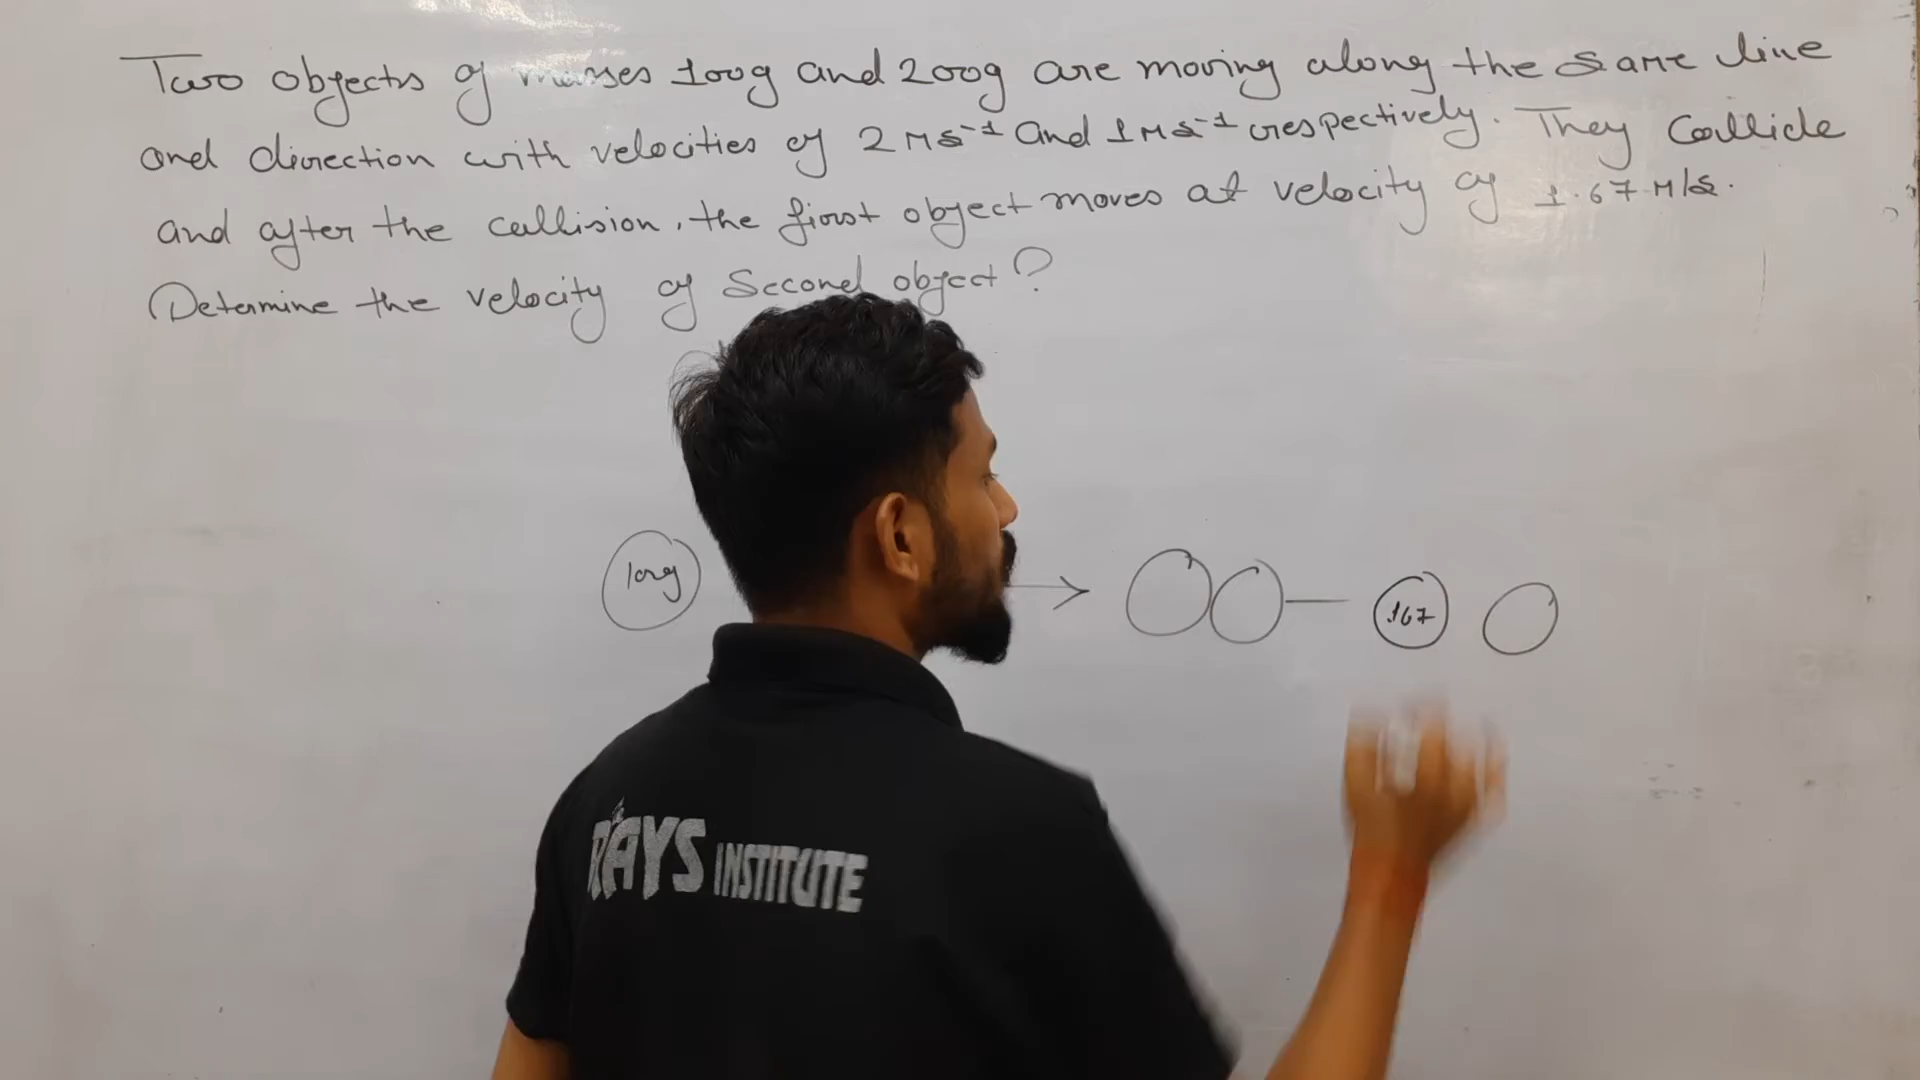 Two objects of masses 100g and 200g are moving along the same line
and direction with velocities of 2 ms⁻¹ and 1 ms⁻¹ respectively. They Collide
and after the collision, the first object moves at velocity of 1.67 M/s.
Determine the velocity of Second object?
1.67
RAYS INSTITUTE